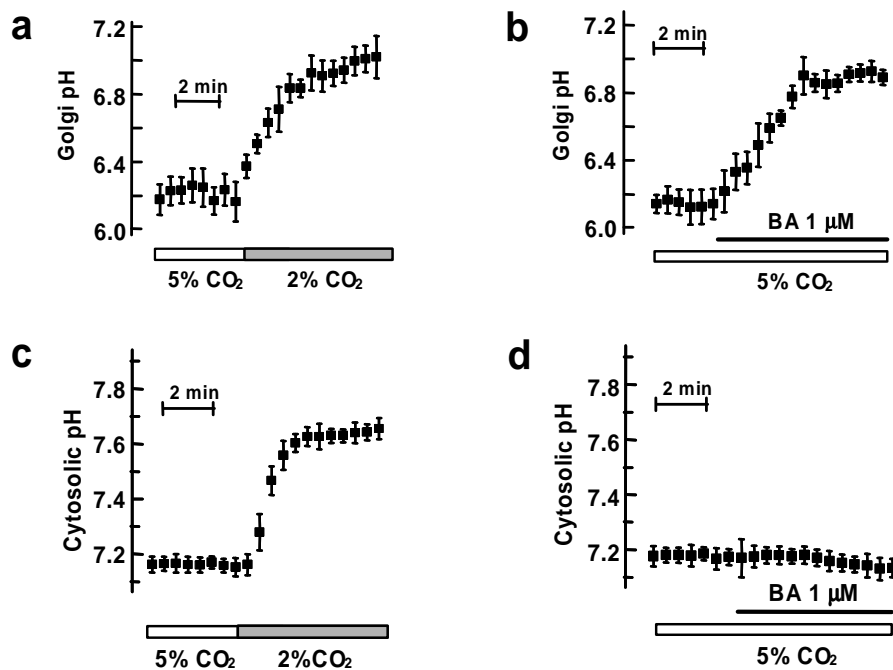 a
Golgi pH
7.2
6.8
6.4
6.0
2 min
5% CO₂ 2% CO₂
b
Golgi pH
7.2
6.8
6.4
6.0
2 min
BA 1 μM
5% CO₂
c
Cytosolic pH
7.8
7.6
7.4
7.2
2 min
5% CO₂ 2%CO₂
d
Cytosolic pH
7.8
7.6
7.4
7.2
2 min
BA 1 μM
5% CO₂